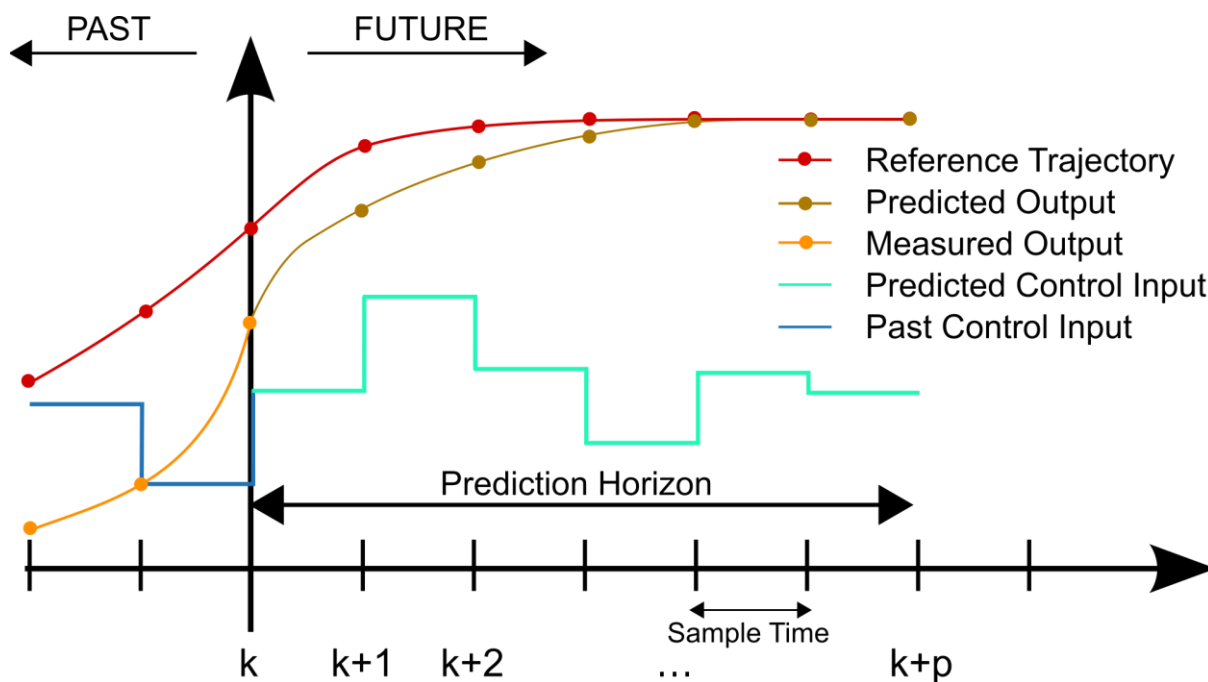 PAST
FUTURE
Reference Trajectory
Predicted Output
Measured Output
Predicted Control Input
Past Control Input
Prediction Horizon
Sample Time
k
k+1
k+2
...
k+p